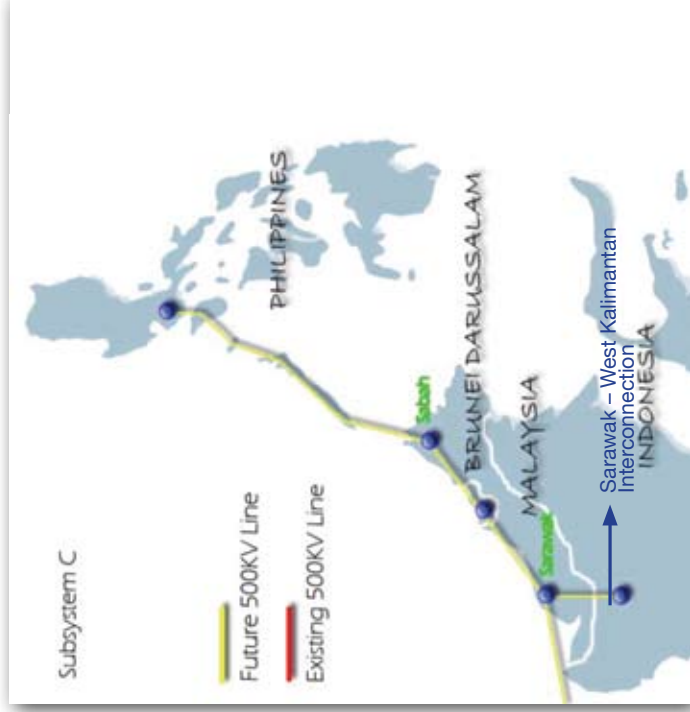 Subsystem C
Future 500KV Line
Existing 500KV Line
PHILIPPINES
Sabah
BRUNEI DARUSSALAM
MALAYSIA
Sarawak
Sarawak – West Kalimantan
Interconnection
INDONESIA